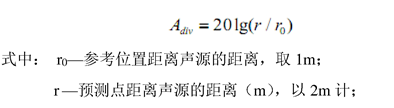 A_div = 20lg(r / r₀)
式中： r₀—参考位置距离声源的距离，取 1m；
r —预测点距离声源的距离（m），以 2m 计；